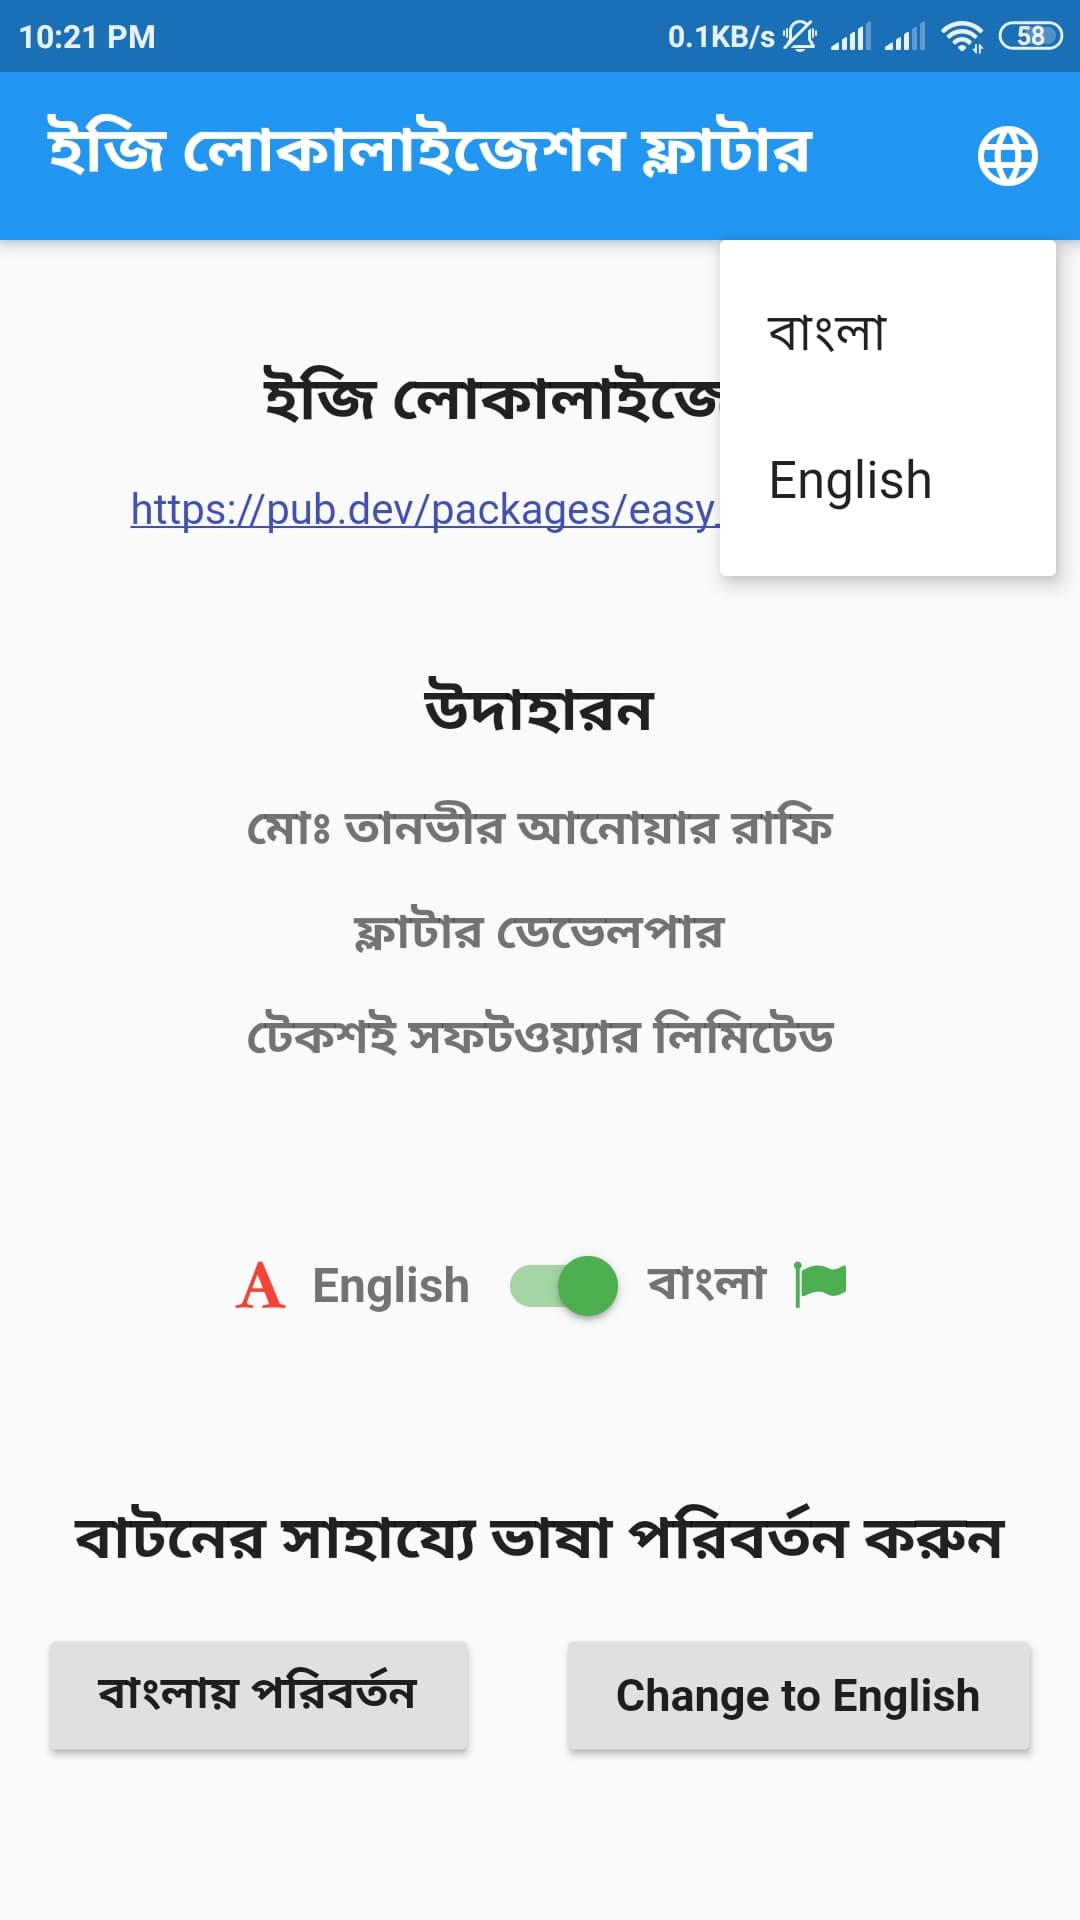 10:21 PM 0.1KB/s 58
ইজি লোকালাইজেশন ফ্লাটার
বাংলা
English
ইজি লোকালাইজে
https://pub.dev/packages/easy_
উদাহারন
মোঃ তানভীর আনোয়ার রাফি
ফ্লাটার ডেভেলপার
টেকশই সফটওয়্যার লিমিটেড
A English বাংলা
বাটনের সাহায্যে ভাষা পরিবর্তন করুন
বাংলায় পরিবর্তন Change to English